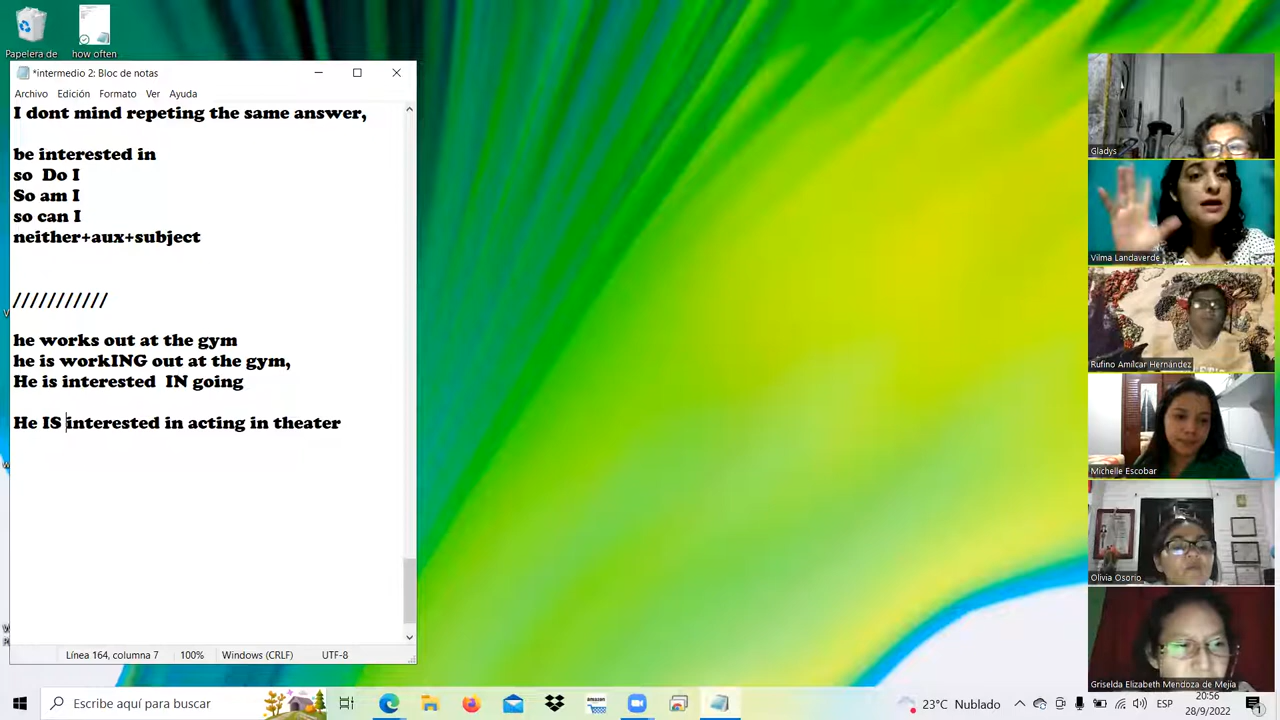 Papelera de
how often
*intermedio 2: Bloc de notas
Archivo Edición Formato Ver Ayuda
I dont mind repeting the same answer,
be interested in
so Do I
So am I
so can I
neither+aux+subject
///////////
he works out at the gym
he is workING out at the gym,
He is interested IN going
He IS interested in acting in theater
Línea 164, columna 7 100% Windows (CRLF) UTF-8
Gladys
Vilma Landaverde
Rufino Amilcar Hernández
Michelle Escobar
Olivia Osorio
Griselda Elizabeth Mendoza de Mejía
Escribe aquí para buscar
amazon
23°C Nublado
ESP
20:56
28/9/2022